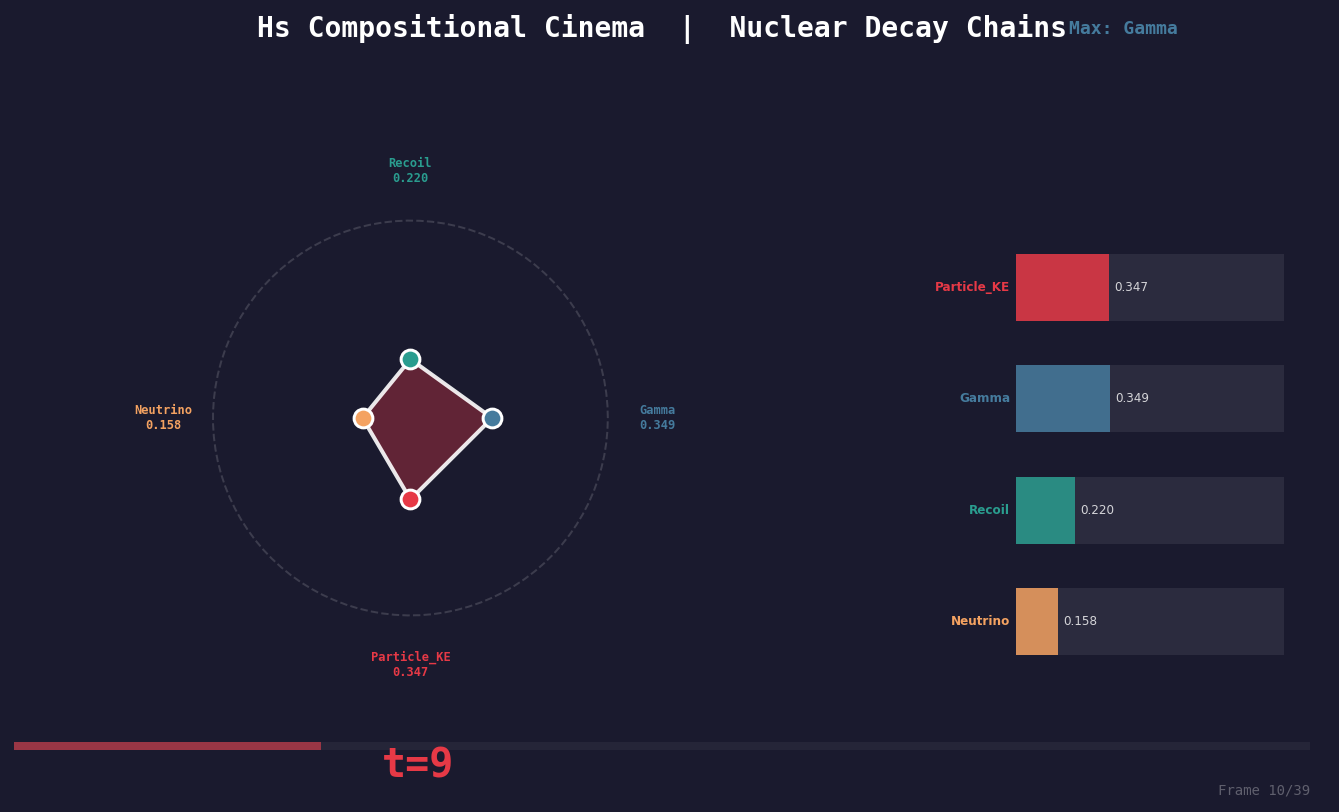 Hs Compositional Cinema  |  Nuclear Decay Chains
Max: Gamma
Recoil
0.220
Neutrino
0.158
Gamma
0.349
Particle_KE
0.347
Particle_KE 0.347
Gamma 0.349
Recoil 0.220
Neutrino 0.158
t=9
Frame 10/39